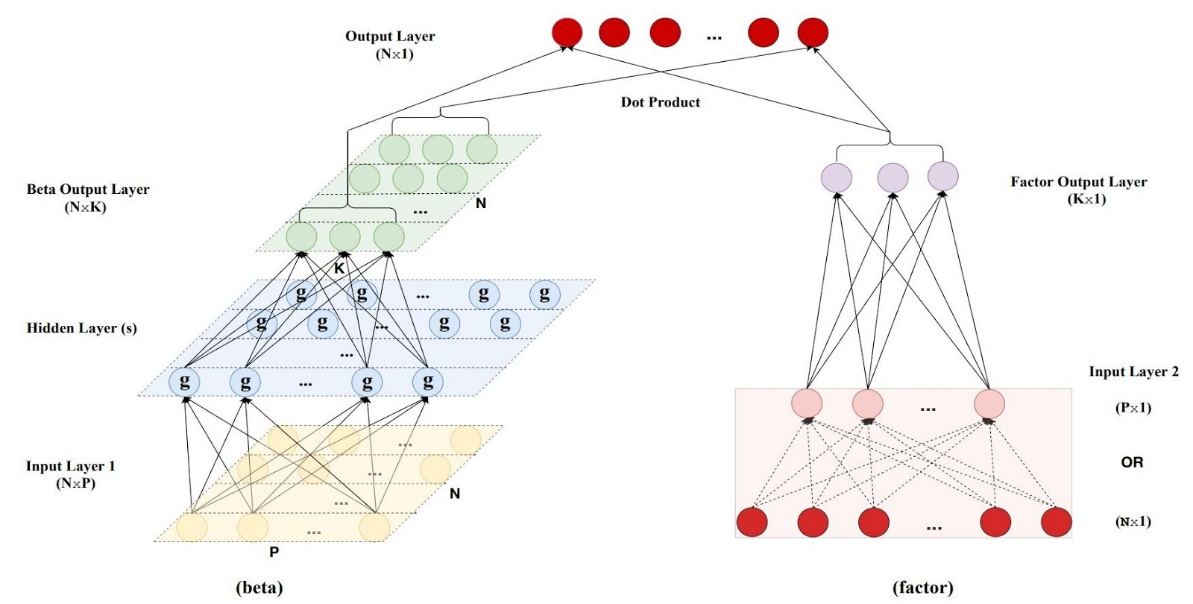 Output Layer
(N×1)
...
Dot Product
Beta Output Layer
(N×K)
...
N
K
Factor Output Layer
(K×1)
Hidden Layer (s)
g g ... g g
g g ... g g
...
g g ... g g
Input Layer 2
(P×1)
...
OR
(N×1)
...
Input Layer 1
(N×P)
...
...
...
N
...
P
(beta)
(factor)